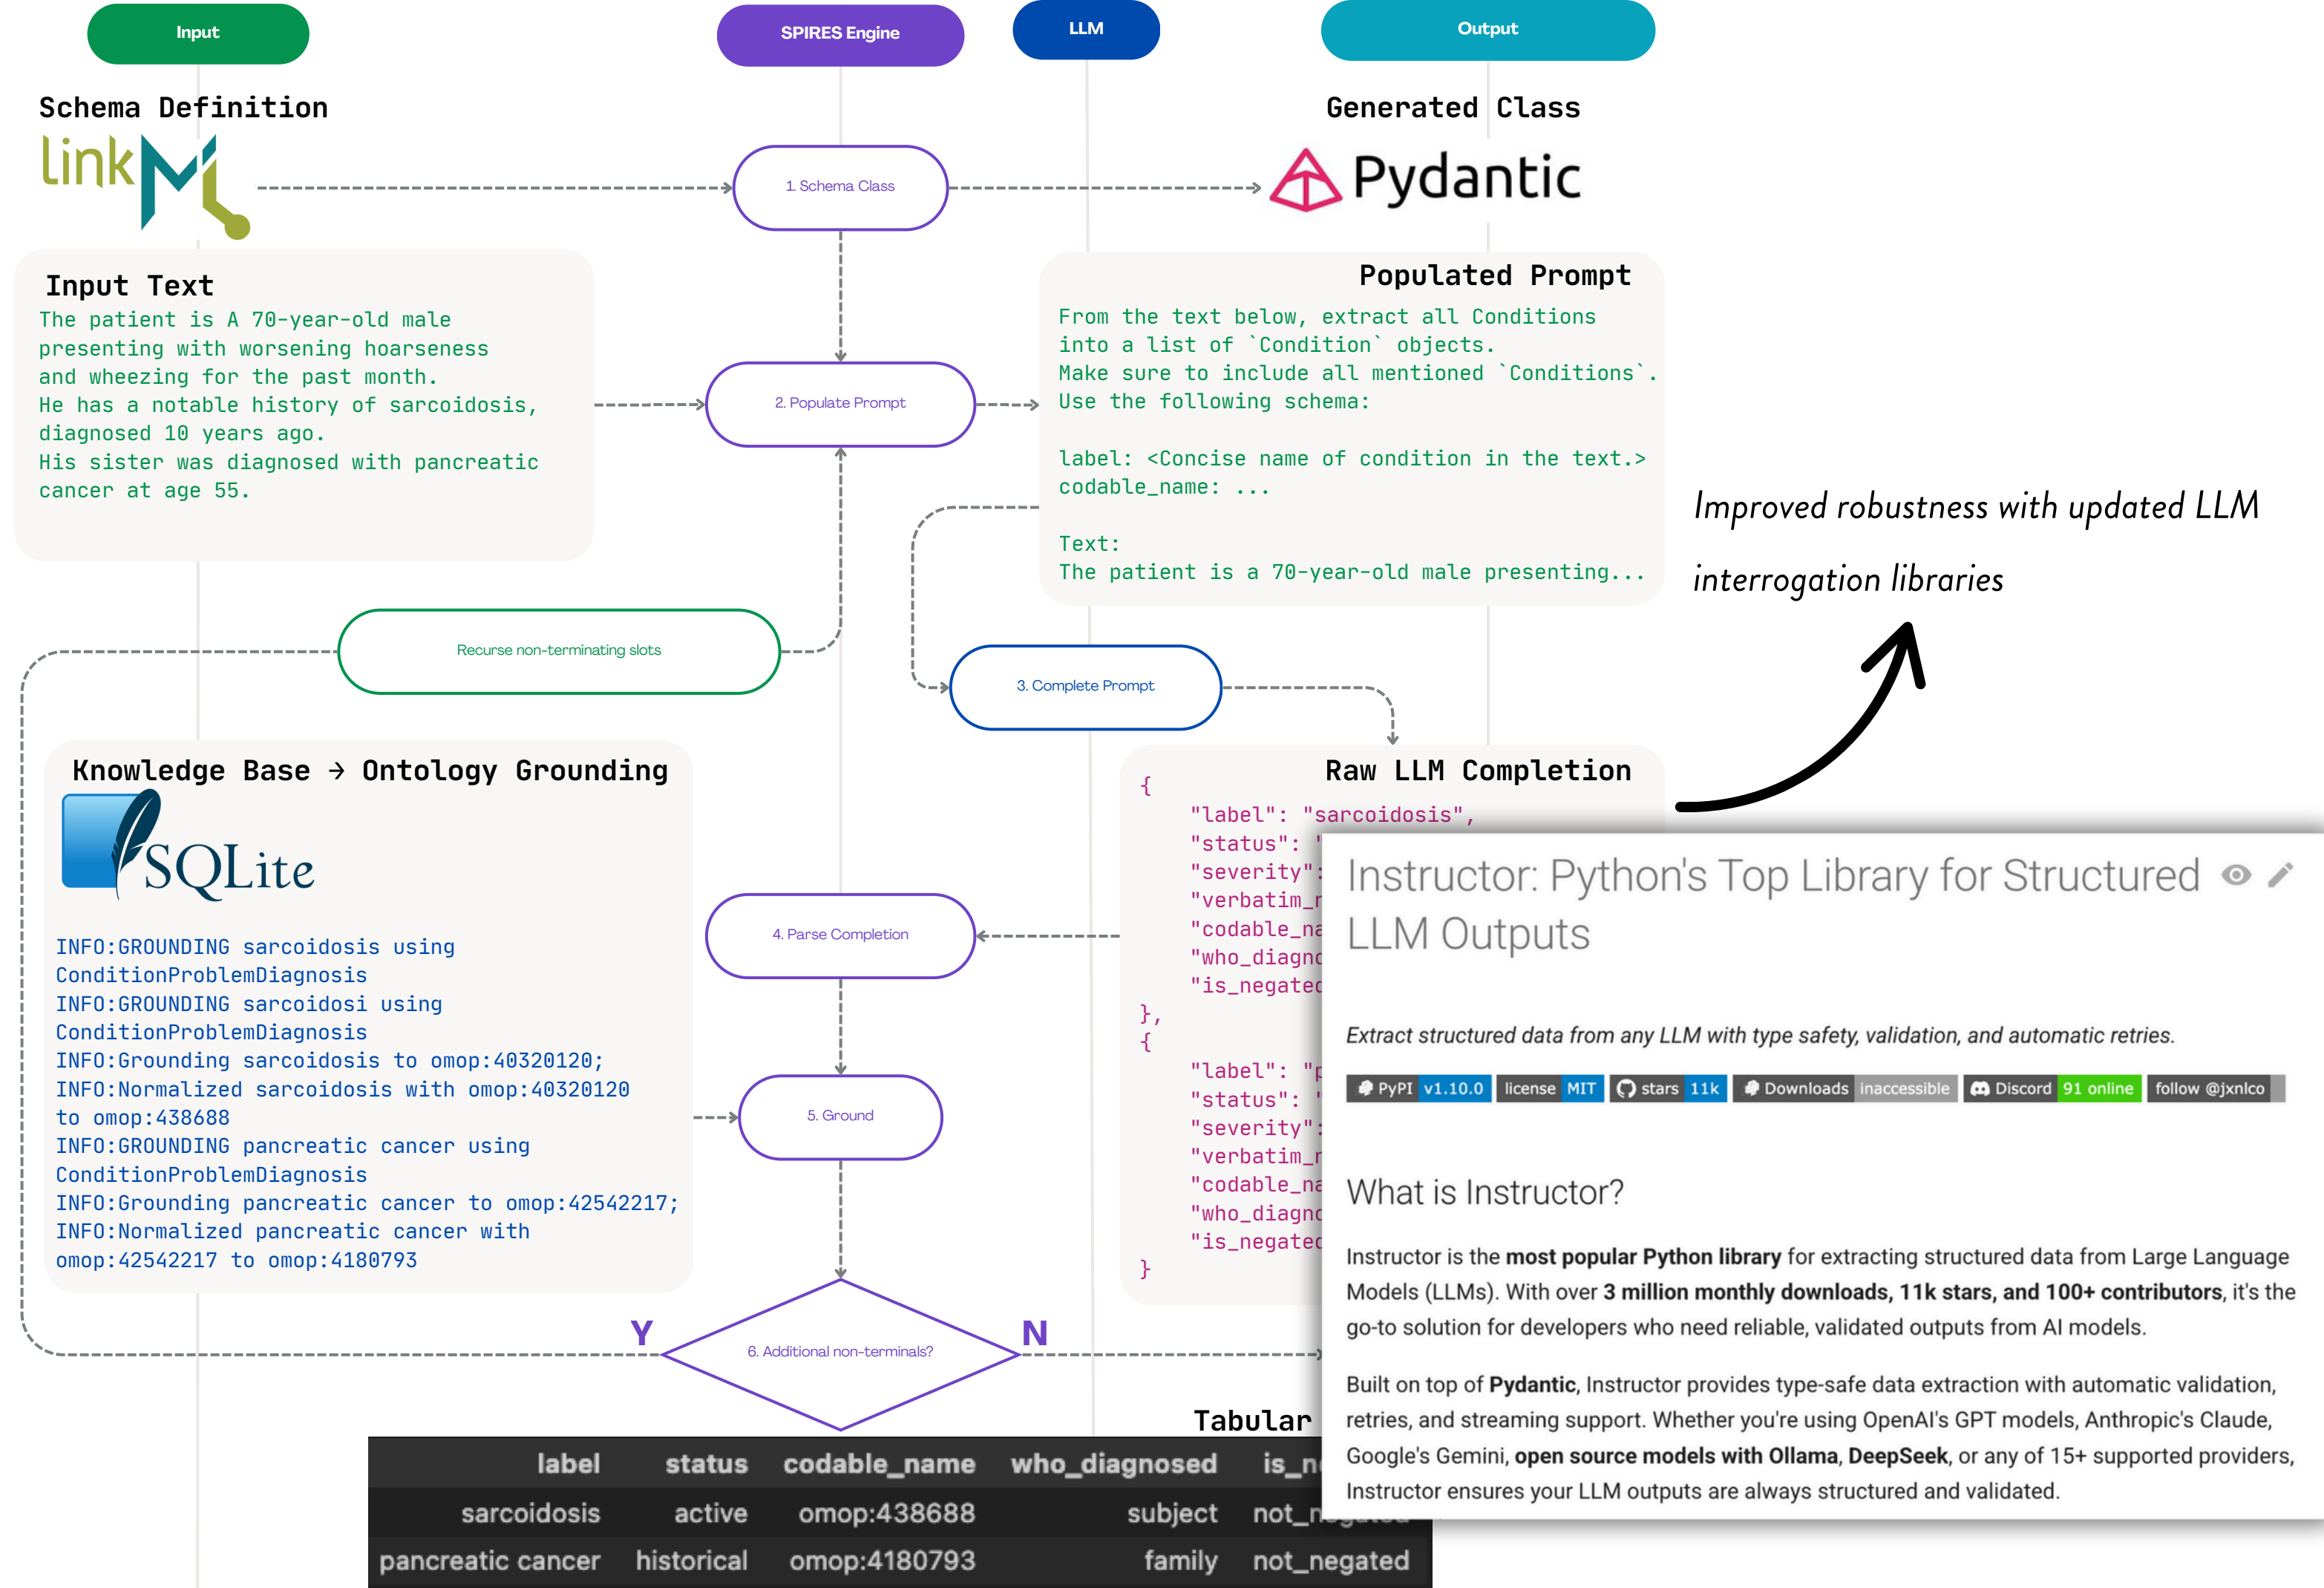 Input
SPIRES Engine
LLM
Output
Schema Definition
linkML
1. Schema Class
Generated Class
Pydantic
Input Text
The patient is A 70-year-old male
presenting with worsening hoarseness
and wheezing for the past month.
He has a notable history of sarcoidosis,
diagnosed 10 years ago.
His sister was diagnosed with pancreatic
cancer at age 55.
2. Populate Prompt
Populated Prompt
From the text below, extract all Conditions
into a list of `Condition` objects.
Make sure to include all mentioned `Conditions`.
Use the following schema:
label: <Concise name of condition in the text.>
codable_name: ...
Text:
The patient is a 70-year-old male presenting...
Improved robustness with updated LLM
interrogation libraries
Recurse non-terminating slots
3. Complete Prompt
Knowledge Base → Ontology Grounding
SQLite
INFO:GROUNDING sarcoidosis using
ConditionProblemDiagnosis
INFO:GROUNDING sarcoidosi using
ConditionProblemDiagnosis
INFO:Grounding sarcoidosis to omop:40320120;
INFO:Normalized sarcoidosis with omop:40320120
to omop:438688
INFO:GROUNDING pancreatic cancer using
ConditionProblemDiagnosis
INFO:Grounding pancreatic cancer to omop:42542217;
INFO:Normalized pancreatic cancer with
omop:42542217 to omop:4180793
4. Parse Completion
5. Ground
Raw LLM Completion
{
"label": "sarcoidosis",
"status": "
"severity":
"verbatim_
"codable_na
"who_diagno
"is_negated
},
{
"label": "p
"status": "
"severity":
"verbatim_
"codable_na
"who_diagno
"is_negated
}
Instructor: Python's Top Library for Structured
LLM Outputs
Extract structured data from any LLM with type safety, validation, and automatic retries.
PyPI v1.10.0 license MIT stars 11k Downloads inaccessible Discord 91 online follow @jxnlco
What is Instructor?
Instructor is the most popular Python library for extracting structured data from Large Language
Models (LLMs). With over 3 million monthly downloads, 11k stars, and 100+ contributors, it's the
go-to solution for developers who need reliable, validated outputs from AI models.
Built on top of Pydantic, Instructor provides type-safe data extraction with automatic validation,
retries, and streaming support. Whether you're using OpenAI's GPT models, Anthropic's Claude,
Google's Gemini, open source models with Ollama, DeepSeek, or any of 15+ supported providers,
Instructor ensures your LLM outputs are always structured and validated.
Y
6. Additional non-terminals?
N
Tabular
label status codable_name who_diagnosed is_n
sarcoidosis active omop:438688 subject not_negated
pancreatic cancer historical omop:4180793 family not_negated